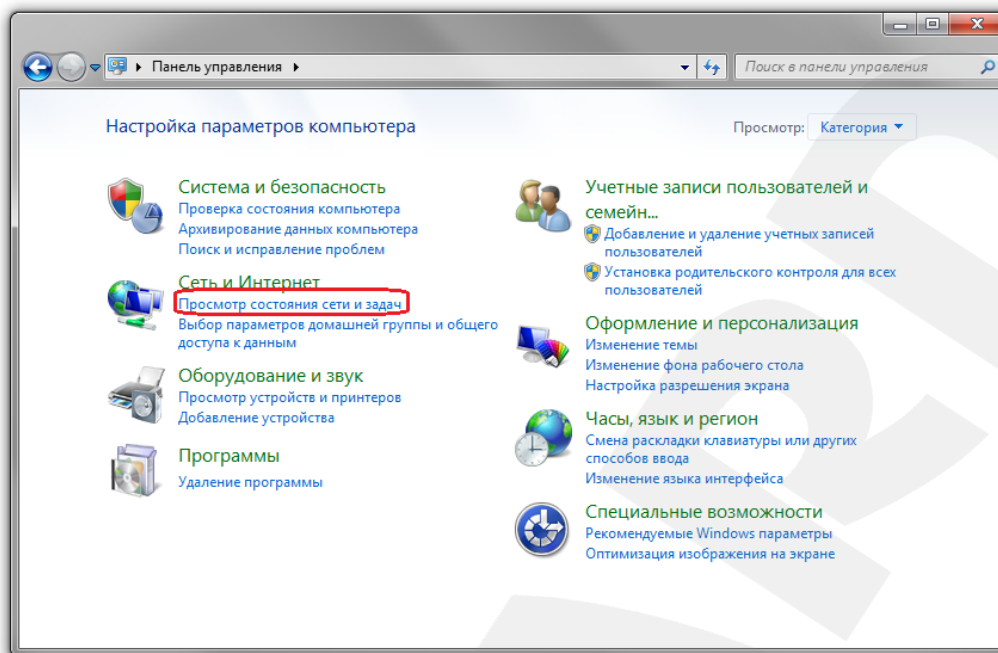 Панель управления
Поиск в панели управления
Настройка параметров компьютера
Просмотр: Категория
Система и безопасность
Проверка состояния компьютера
Архивирование данных компьютера
Поиск и исправление проблем
Сеть и Интернет
Просмотр состояния сети и задач
Выбор параметров домашней группы и общего
доступа к данным
Оборудование и звук
Просмотр устройств и принтеров
Добавление устройства
Программы
Удаление программы
Учетные записи пользователей и
семейн...
Добавление и удаление учетных записей
пользователей
Установка родительского контроля для всех
пользователей
Оформление и персонализация
Изменение темы
Изменение фона рабочего стола
Настройка разрешения экрана
Часы, язык и регион
Смена раскладки клавиатуры или других
способов ввода
Изменение языка интерфейса
Специальные возможности
Рекомендуемые Windows параметры
Оптимизация изображения на экране